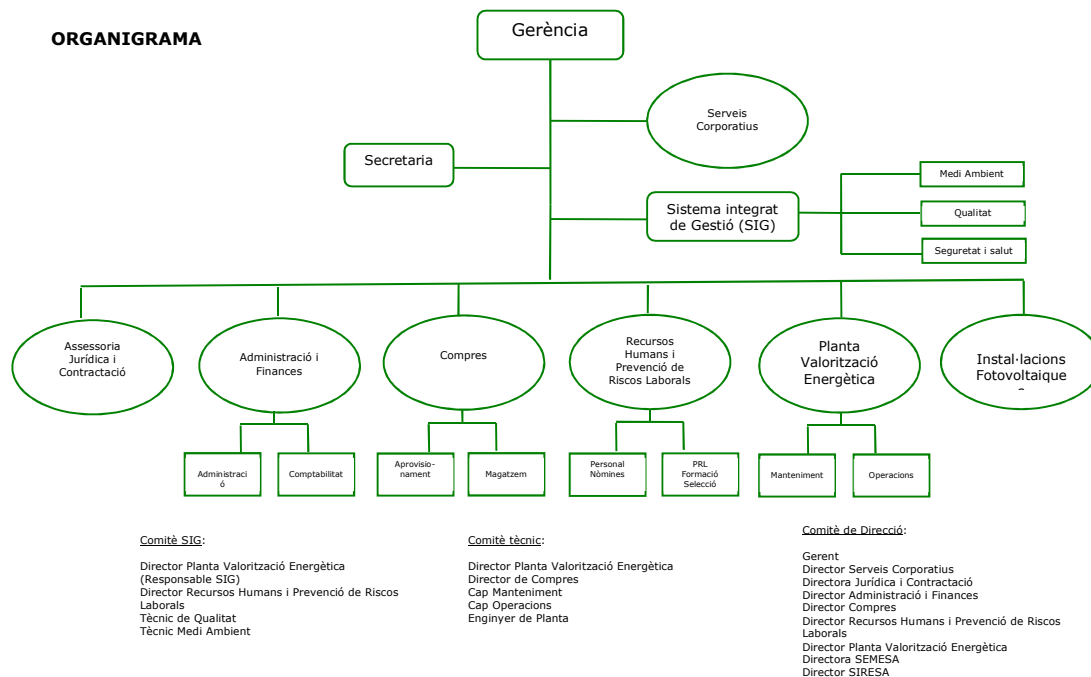 ORGANIGRAMA
Gerència
Serveis
Corporatius
Secretaria
Sistema integrat
de Gestió (SIG)
Medi Ambient
Qualitat
Seguretat i salut
Assessoria
Jurídica i
Contractació
Administració i
Finances
Compres
Recursos
Humans i
Prevenció de
Riscos Laborals
Planta
Valorització
Energètica
Instal·lacions
Fotovoltaique
Administraci
ó
Comptabilitat
Aprovisio-
nament
Magatzem
Personal
Nòmines
PRL
Formació
Selecció
Manteniment
Operacions
Comitè SIG:
Director Planta Valorització Energètica
(Responsable SIG)
Director Recursos Humans i Prevenció de Riscos
Laborals
Tècnic de Qualitat
Tècnic Medi Ambient
Comitè tècnic:
Director Planta Valorització Energètica
Director de Compres
Cap Manteniment
Cap Operacions
Enginyer de Planta
Comitè de Direcció:
Gerent
Director Serveis Corporatius
Directora Jurídica i Contractació
Director Administració i Finances
Director Compres
Director Recursos Humans i Prevenció de Riscos
Laborals
Director Planta Valorització Energètica
Directora SEMESA
Director SIRESA